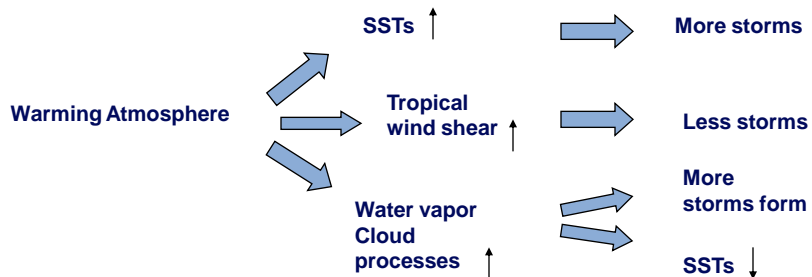 SSTs
More storms
Warming Atmosphere
Tropical
wind shear
Less storms
Water vapor
Cloud
processes
More
storms form
SSTs